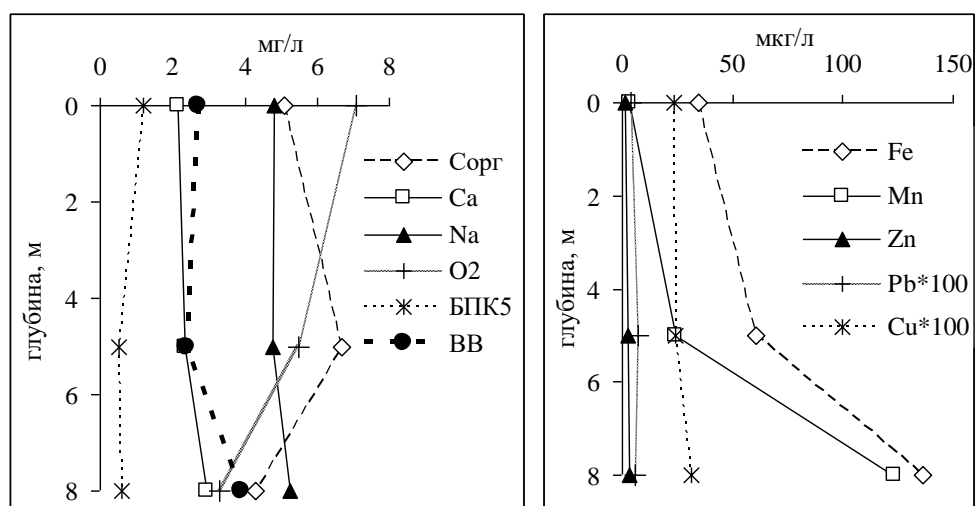 мг/л
0 2 4 6 8
0
2
4
6
8
глубина, м
Сорг
Ca
Na
O2
БПК5
ВВ
мкг/л
0 50 100 150
0
2
4
6
8
глубина, м
Fe
Mn
Zn
Pb*100
Cu*100